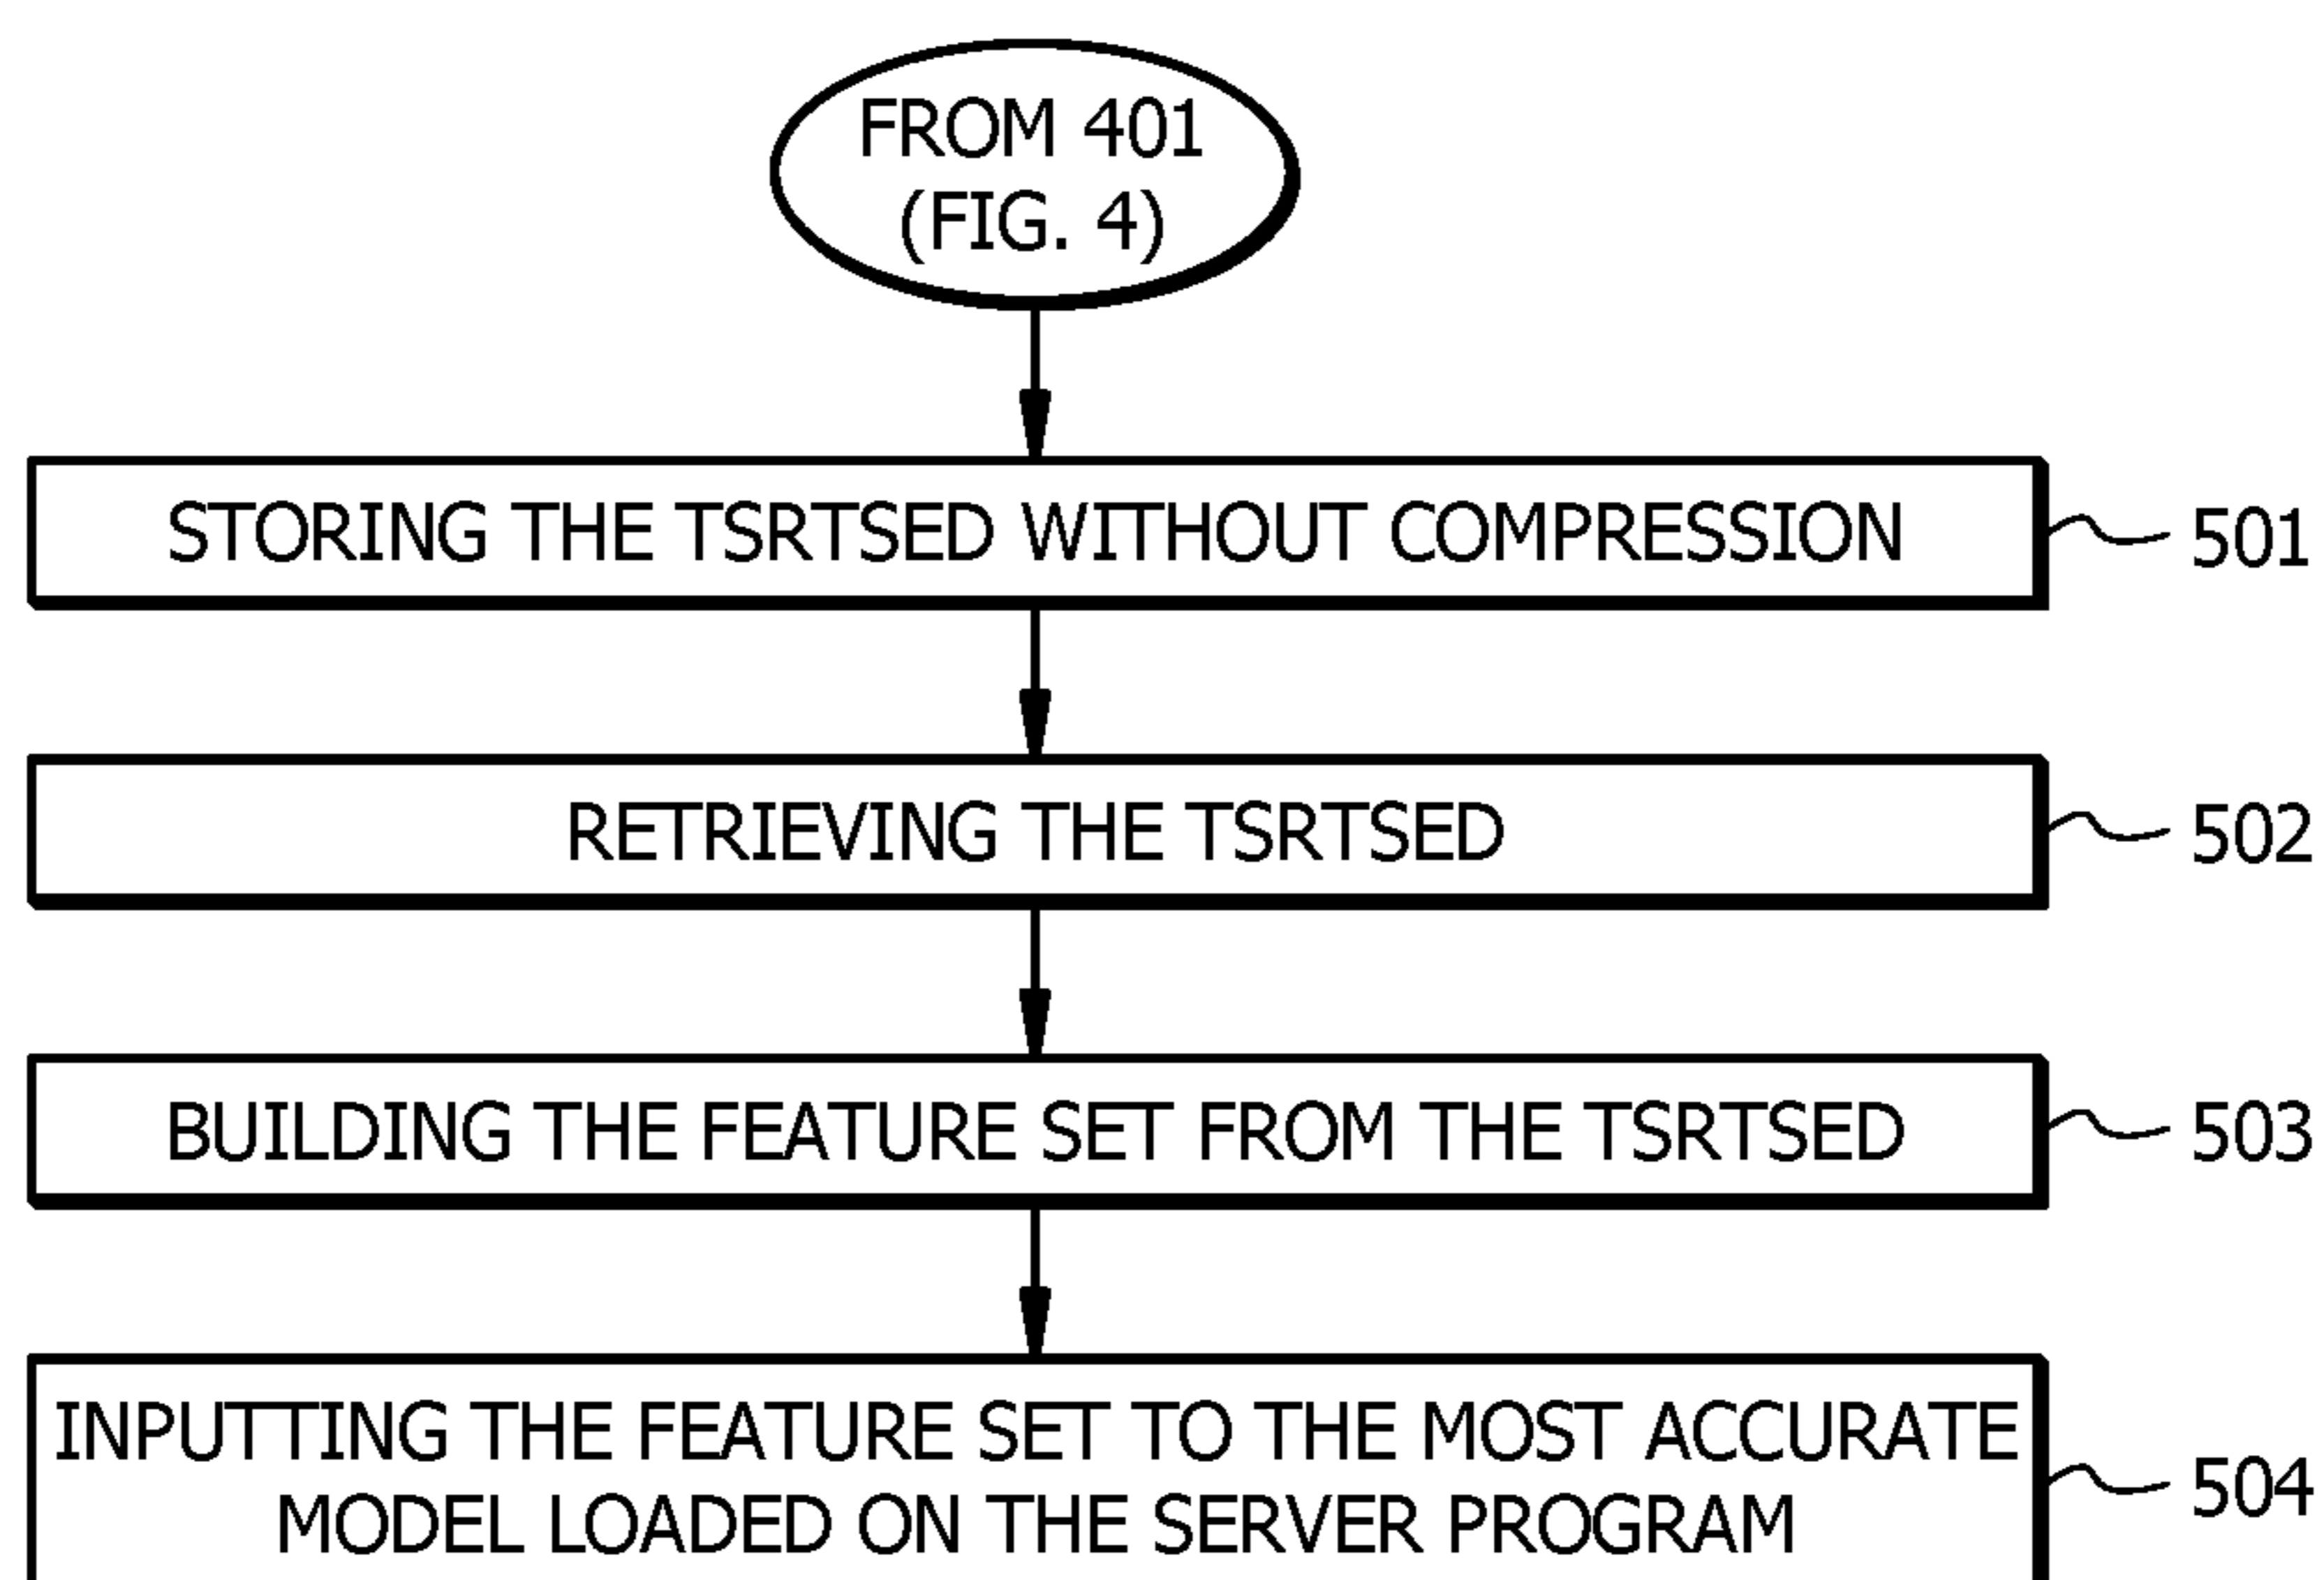 FROM 401
(FIG. 4)
STORING THE TSRTSED WITHOUT COMPRESSION
501
RETRIEVING THE TSRTSED
502
BUILDING THE FEATURE SET FROM THE TSRTSED
503
INPUTTING THE FEATURE SET TO THE MOST ACCURATE
MODEL LOADED ON THE SERVER PROGRAM
504